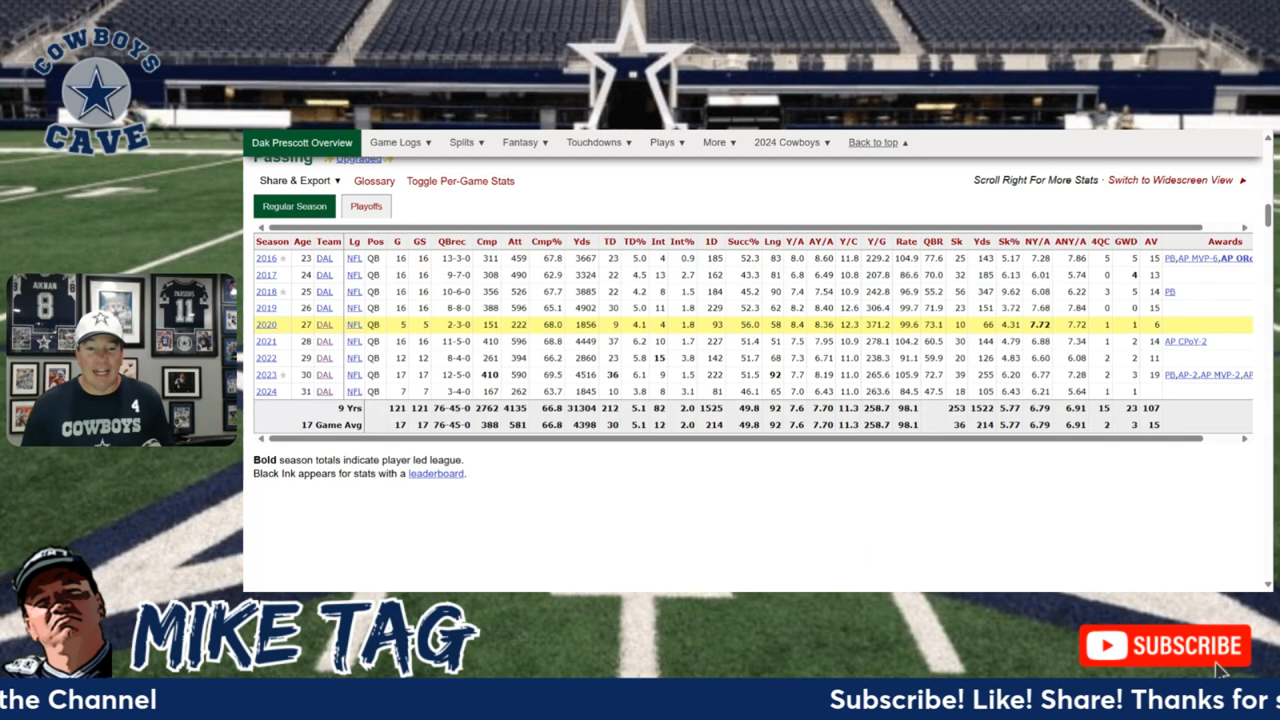 COWBOYS
CAVE
Dak Prescott Overview Game Logs ▼ Splits ▼ Fantasy ▼ Touchdowns ▼ Plays ▼ More ▼ 2024 Cowboys ▼ Back to top ▲
Passing Upgraded
Share & Export ▼ Glossary Toggle Per-Game Stats
Scroll Right For More Stats · Switch to Widescreen View ►
Regular Season Playoffs
Season Age Team Lg Pos G GS QBrec Cmp Att Cmp% Yds TD TD% Int Int% 1D Succ% Lng Y/A AY/A Y/C Y/G Rate QBR Sk Yds Sk% NY/A ANY/A 4QC GWD AV Awards
2016 23 DAL NFL QB 16 16 13-3-0 311 459 67.8 3667 23 5.0 4 0.9 185 52.3 83 8.0 8.60 11.8 229.2 104.9 77.6 25 143 5.17 7.28 7.86 5 5 15 PB,AP MVP-6,AP ORo
2017 24 DAL NFL QB 16 16 9-7-0 308 490 62.9 3324 22 4.5 13 2.7 162 43.3 81 6.8 6.49 10.8 207.8 86.6 70.0 32 185 6.13 6.01 5.74 0 4 13
2018 25 DAL NFL QB 16 16 10-6-0 356 526 67.7 3885 22 4.2 8 1.5 184 45.2 90 7.4 7.54 10.9 242.8 96.9 55.2 56 347 9.62 6.08 6.22 3 5 14 PB
2019 26 DAL NFL QB 16 16 8-8-0 388 596 65.1 4902 30 5.0 11 1.8 229 52.3 62 8.2 8.40 12.6 306.4 99.7 71.9 23 151 3.72 7.68 7.84 0 0 15
2020 27 DAL NFL QB 5 5 2-3-0 151 222 68.0 1856 9 4.1 4 1.8 93 56.0 58 8.4 8.36 12.3 371.2 99.6 73.1 10 66 4.31 7.72 7.72 1 1 6
2021 28 DAL NFL QB 16 16 11-5-0 410 596 68.8 4449 37 6.2 10 1.7 227 51.4 51 7.5 7.95 10.9 278.1 104.2 60.5 30 144 4.79 6.88 7.34 1 2 14 AP CPoY-2
2022 29 DAL NFL QB 12 12 8-4-0 261 394 66.2 2860 23 5.8 15 3.8 142 51.7 68 7.3 6.71 11.0 238.3 91.1 59.9 20 126 4.83 6.60 6.08 2 2 11
2023 30 DAL NFL QB 17 17 12-5-0 410 590 69.5 4516 36 6.1 9 1.5 222 51.5 92 7.7 8.19 11.0 265.6 105.9 72.7 39 255 6.20 6.77 7.28 2 3 19 PB,AP-2,AP MVP-2,AP
2024 31 DAL NFL QB 7 7 3-4-0 167 262 63.7 1845 10 3.8 8 3.1 81 46.1 65 7.0 6.43 11.0 263.6 84.5 47.5 18 105 6.43 6.21 5.64 1 1
9 Yrs 121 121 76-45-0 2762 4135 66.8 31304 212 5.1 82 2.0 1525 49.8 92 7.6 7.70 11.3 258.7 98.1 253 1522 5.77 6.79 6.91 15 23 107
17 Game Avg 17 17 76-45-0 388 581 66.8 4398 30 5.1 12 2.0 214 49.8 92 7.6 7.70 11.3 258.7 98.1 36 214 5.77 6.79 6.91 2 3 15
Bold season totals indicate player led league.
Black Ink appears for stats with a leaderboard.
AIKMAN
8
PARSONS
11
4
COWBOYS
MIKE TAG
SUBSCRIBE
the Channel Subscribe! Like! Share! Thanks for s